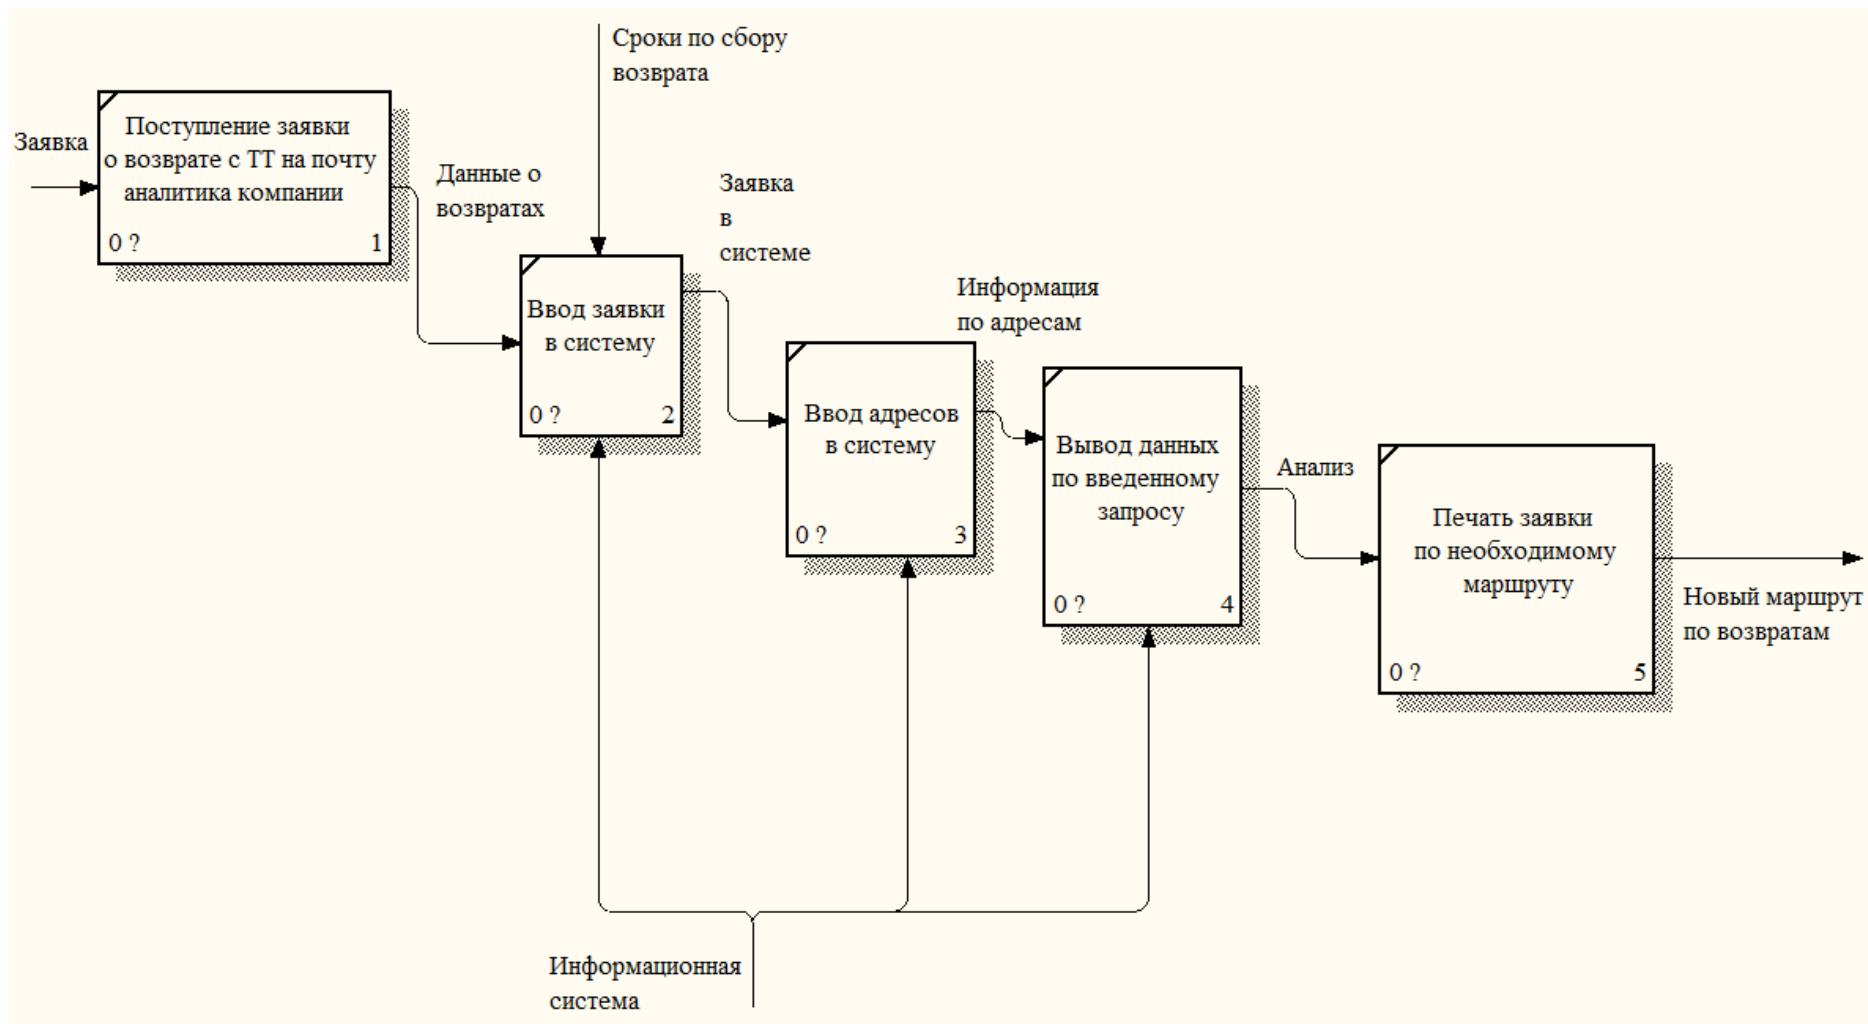 Сроки по сбору
возврата
Заявка
Поступление заявки
о возврате с ТТ на почту
аналитика компании
0 ?
1
Данные о
возвратах
Заявка
в
системе
Ввод заявки
в систему
0 ?
2
Информация
по адресам
Ввод адресов
в систему
0 ?
3
Вывод данных
по введенному
запросу
0 ?
4
Анализ
Печать заявки
по необходимому
маршруту
0 ?
5
Новый маршрут
по возвратам
Информационная
система